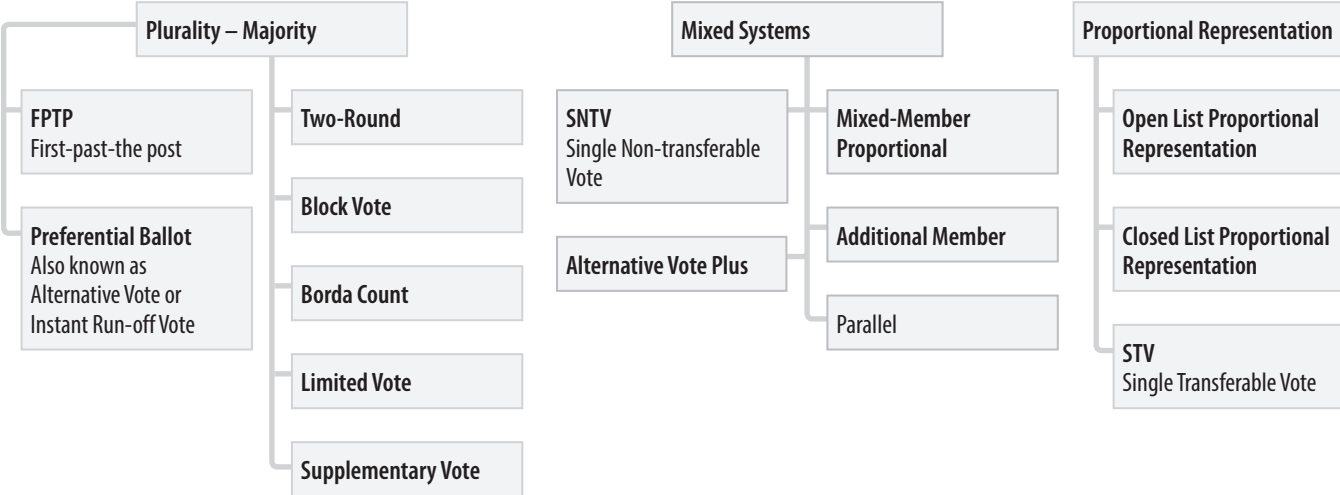 Plurality – Majority
FPTP
First-past-the post
Preferential Ballot
Also known as
Alternative Vote or
Instant Run-off Vote
Two-Round
Block Vote
Borda Count
Limited Vote
Supplementary Vote
Mixed Systems
SNTV
Single Non-transferable
Vote
Alternative Vote Plus
Mixed-Member
Proportional
Additional Member
Parallel
Proportional Representation
Open List Proportional
Representation
Closed List Proportional
Representation
STV
Single Transferable Vote